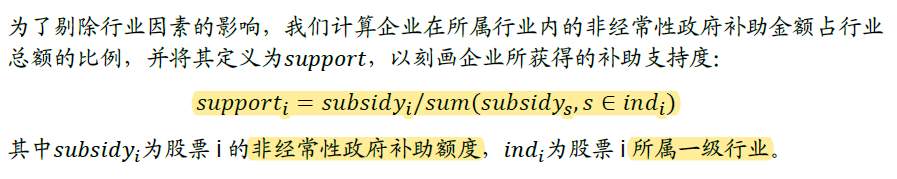 为了剔除行业因素的影响，我们计算企业在所属行业内的非经常性政府补助金额占行业
总额的比例，并将其定义为support，以刻画企业所获得的补助支持度：
supportᵢ = subsidyᵢ/sum(subsidyₛ, s ∈ indᵢ)
其中subsidyᵢ为股票 i 的非经常性政府补助额度，indᵢ为股票 i 所属一级行业。